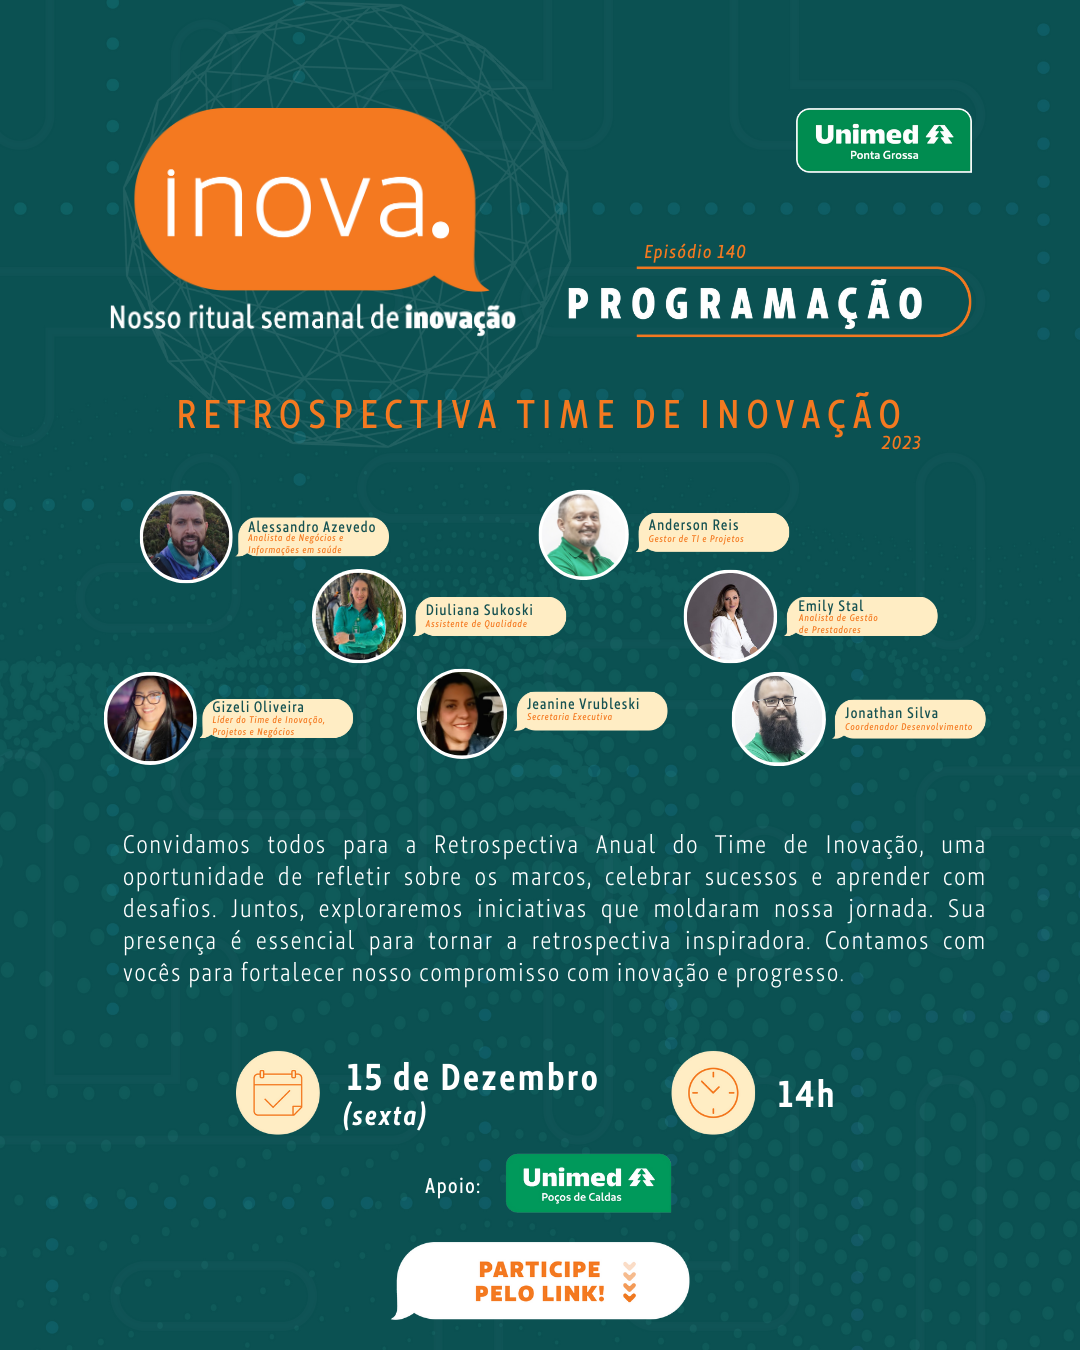 inova.
Nosso ritual semanal de inovação
Unimed
Ponta Grossa
Episódio 140
PROGRAMAÇÃO
RETROSPECTIVA TIME DE INOVAÇÃO
2023
Alessandro Azevedo
Analista de Negócios e
Informações em saúde
Anderson Reis
Gestor de TI e Projetos
Diuliana Sukoski
Assistente de Qualidade
Emily Stal
Analista de Gestão
de Prestadores
Gizeli Oliveira
Líder do Time de Inovação,
Projetos e Negócios
Jeanine Vrubleski
Secretaria Executiva
Jonathan Silva
Coordenador Desenvolvimento
Convidamos todos para a Retrospectiva Anual do Time de Inovação, uma
oportunidade de refletir sobre os marcos, celebrar sucessos e aprender com
desafios. Juntos, exploraremos iniciativas que moldaram nossa jornada. Sua
presença é essencial para tornar a retrospectiva inspiradora. Contamos com
vocês para fortalecer nosso compromisso com inovação e progresso.
15 de Dezembro
(sexta)
14h
Apoio:
Unimed
Poços de Caldas
PARTICIPE
PELO LINK!